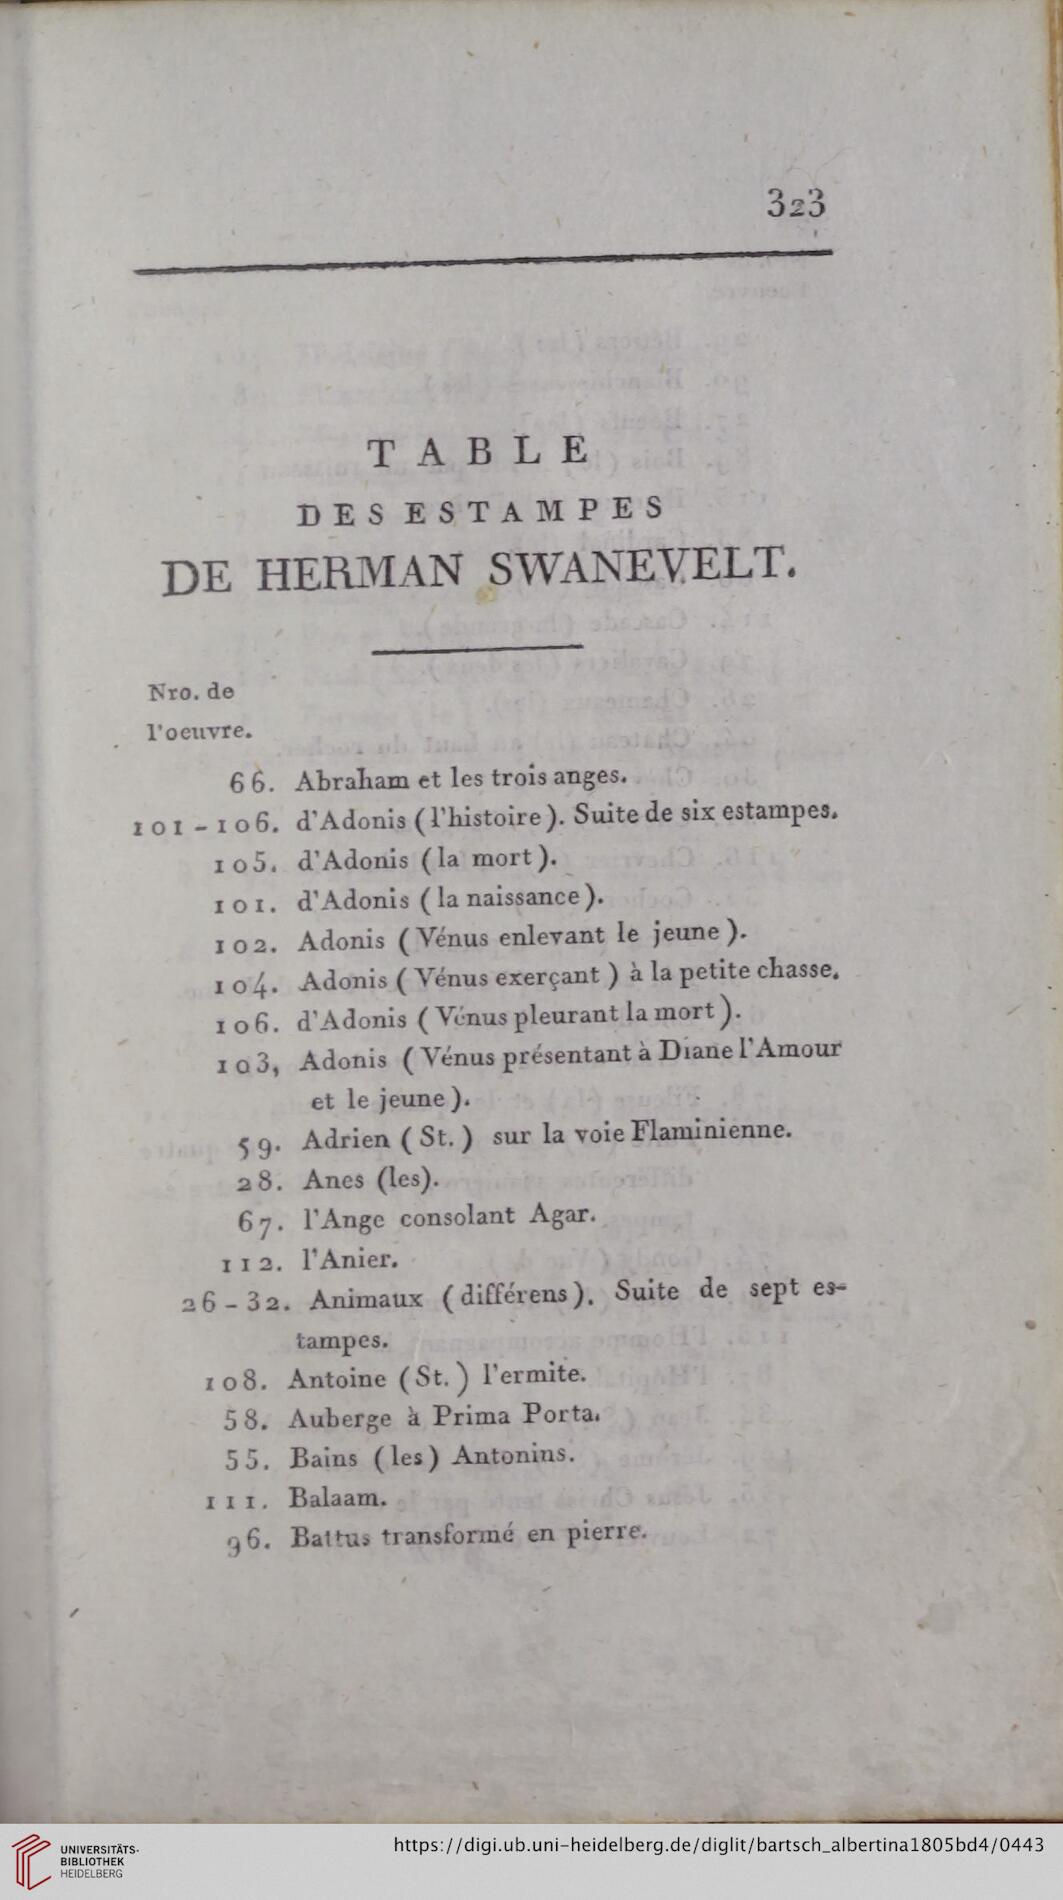 323
TABLE
DES ESTAMPES
DE HERMAN SWANEVELT.
Nro. de
l'oeuvre.
66. Abraham et les trois anges.
101-106. d'Adonis (l'histoire). Suite de six estampes.
105. d'Adonis (la mort).
101. d'Adonis (la naissance).
102. Adonis (Vénus enlevant le jeune).
104. Adonis (Vénus exerçant) à la petite chasse.
106. d'Adonis (Vénus pleurant la mort).
103, Adonis (Vénus présentant à Diane l'Amour
et le jeune).
59. Adrien (St.) sur la voie Flaminienne.
28. Anes (les).
67. l'Ange consolant Agar.
112. l'Anier.
26-32. Animaux (différens). Suite de sept es-
tampes.
108. Antoine (St.) l'ermite.
58. Auberge à Prima Porta.
55. Bains (les) Antonins.
111. Balaam.
96. Battus transformé en pierre.
UNIVERSITÄTS-
BIBLIOTHEK
HEIDELBERG
https://digi.ub.uni-heidelberg.de/diglit/bartsch_albertina1805bd4/0443